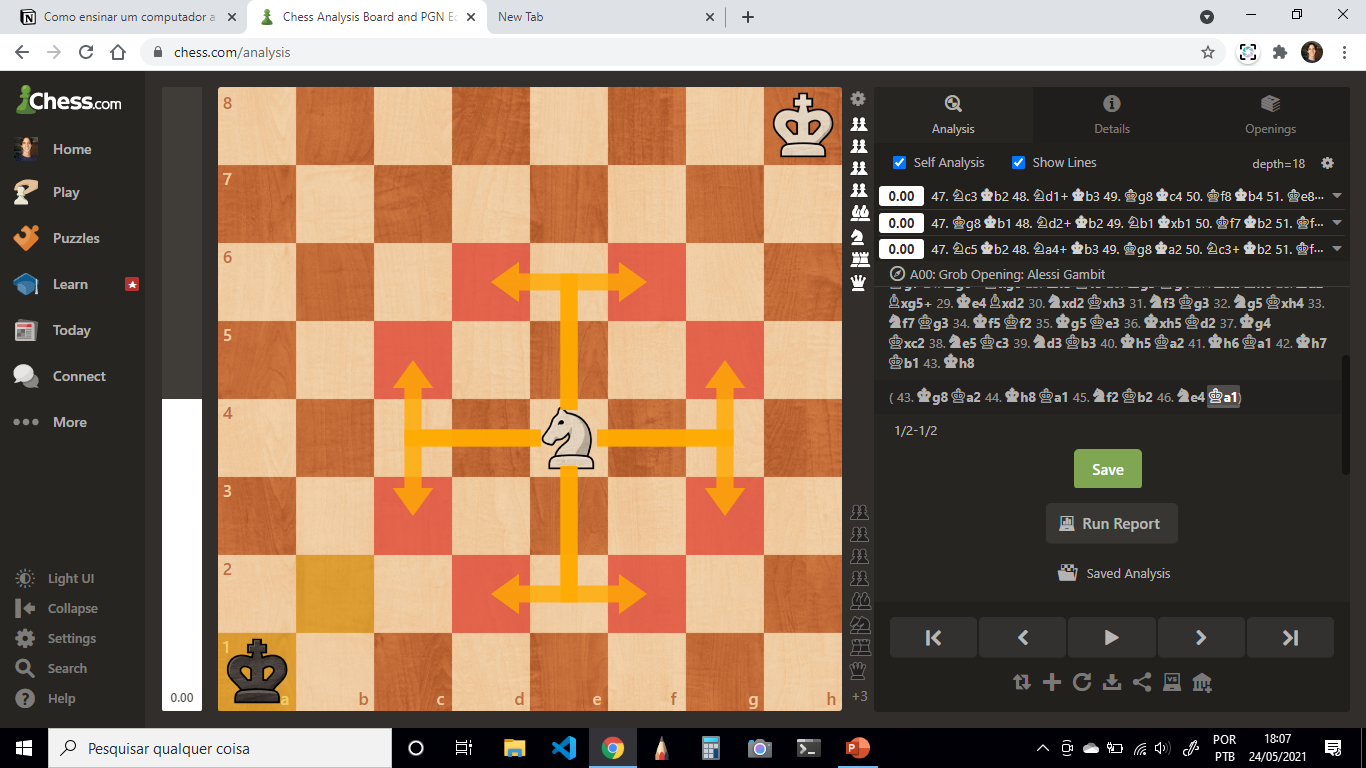 Como ensinar um computador a
Chess Analysis Board and PGN Ec
New Tab
chess.com/analysis
Chess.com
Home
Play
Puzzles
Learn
Today
Connect
More
Light UI
Collapse
Settings
Search
Help
0.00
8
7
6
5
4
3
2
1
a b c d e f g h
+3
Analysis
Details
Openings
Self Analysis
Show Lines
depth=18
0.00 47. ♘c3 ♚b2 48. ♘d1+ ♚b3 49. ♔g8 ♚c4 50. ♔f8 ♚b4 51. ♔e8...
0.00 47. ♔g8 ♚b1 48. ♘d2+ ♚b2 49. ♘b1 ♚xb1 50. ♔f7 ♚b2 51. ♔f...
0.00 47. ♘c5 ♚b2 48. ♘a4+ ♚b3 49. ♔g8 ♚a2 50. ♘c3+ ♚b2 51. ♔f...
A00: Grob Opening: Alessi Gambit
♗xg5+ 29. ♚e4 ♗xd2 30. ♞xd2 ♔xh3 31. ♞f3 ♔g3 32. ♞g5 ♔xh4 33.
♞f7 ♔g3 34. ♚f5 ♔f2 35. ♚g5 ♔e3 36. ♚xh5 ♔d2 37. ♚g4
♔xc2 38. ♞e5 ♔c3 39. ♞d3 ♔b3 40. ♚h5 ♔a2 41. ♚h6 ♔a1 42. ♚h7
♔b1 43. ♚h8
( 43. ♚g8 ♔a2 44. ♚h8 ♔a1 45. ♞f2 ♔b2 46. ♞e4 ♔a1)
1/2-1/2
Save
Run Report
Saved Analysis
VS
Pesquisar qualquer coisa
POR
PTB
18:07
24/05/2021